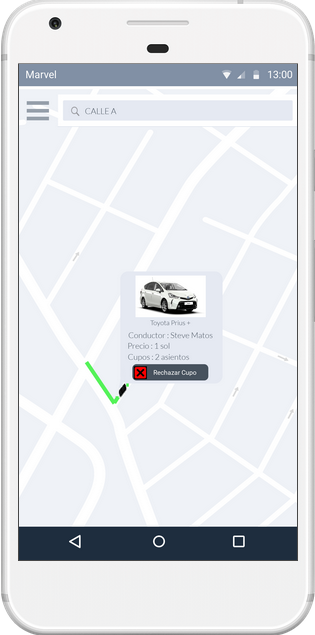 Marvel
13:00
CALLE A
Toyota Prius +
Conductor : Steve Matos
Precio : 1 sol
Cupos : 2 asientos
Rechazar Cupo